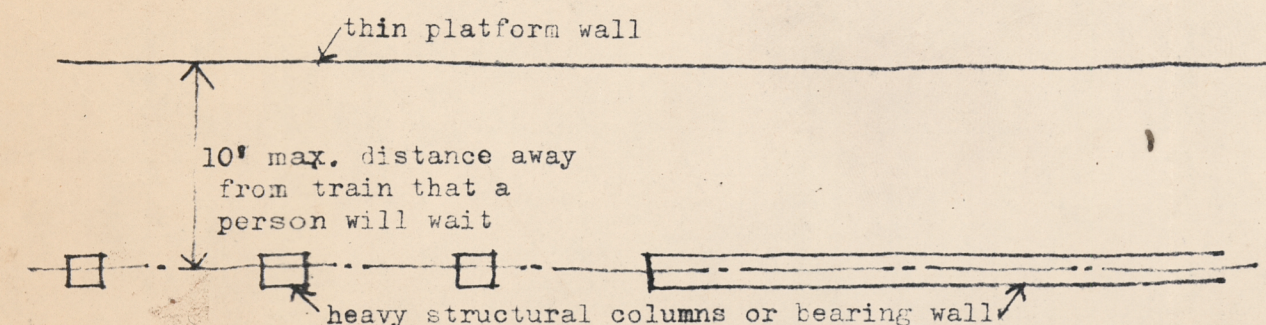 thin platform wall
10' max. distance away
from train that a
person will wait
heavy structural columns or bearing wall